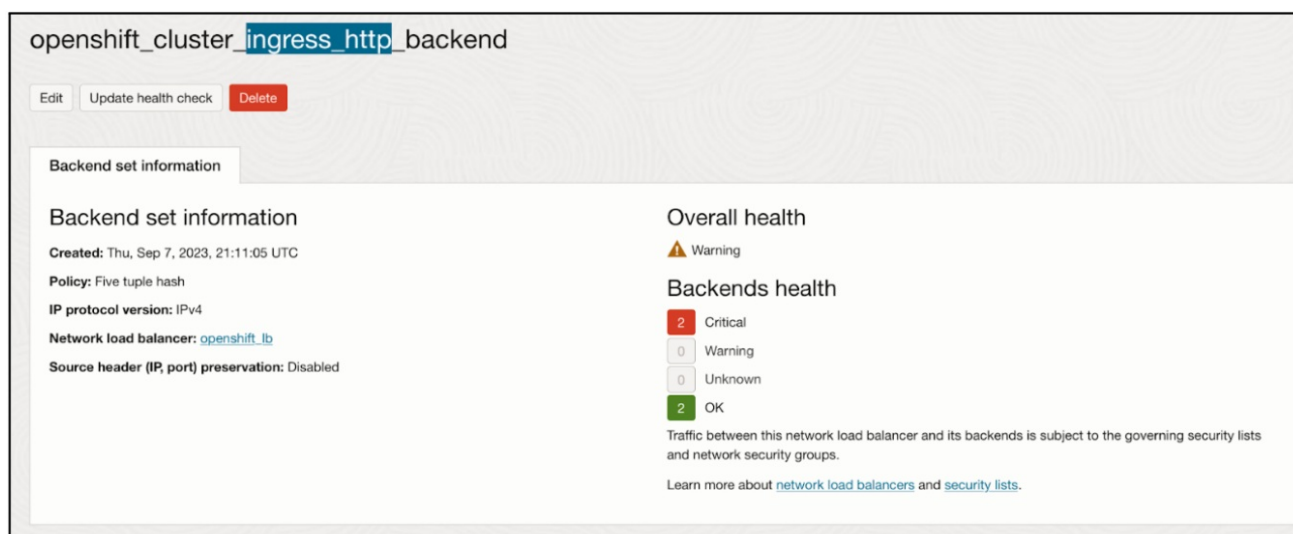 openshift_cluster_ingress_http_backend
Edit Update health check Delete
Backend set information
Backend set information
Created: Thu, Sep 7, 2023, 21:11:05 UTC
Policy: Five tuple hash
IP protocol version: IPv4
Network load balancer: openshift_lb
Source header (IP, port) preservation: Disabled
Overall health
Warning
Backends health
2 Critical
0 Warning
0 Unknown
2 OK
Traffic between this network load balancer and its backends is subject to the governing security lists
and network security groups.
Learn more about network load balancers and security lists.